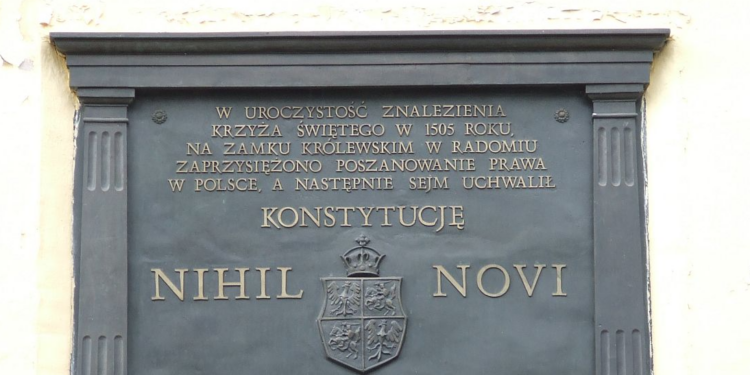 W UROCZYSTOŚĆ ZNALEZIENIA
KRZYŻA ŚWIĘTEGO W 1505 ROKU,
NA ZAMKU KRÓLEWSKIM W RADOMIU
ZAPRZYSIĘŻONO POSZANOWANIE PRAWA
W POLSCE, A NASTĘPNIE SEJM UCHWALIŁ
KONSTYTUCJĘ
NIHIL NOVI